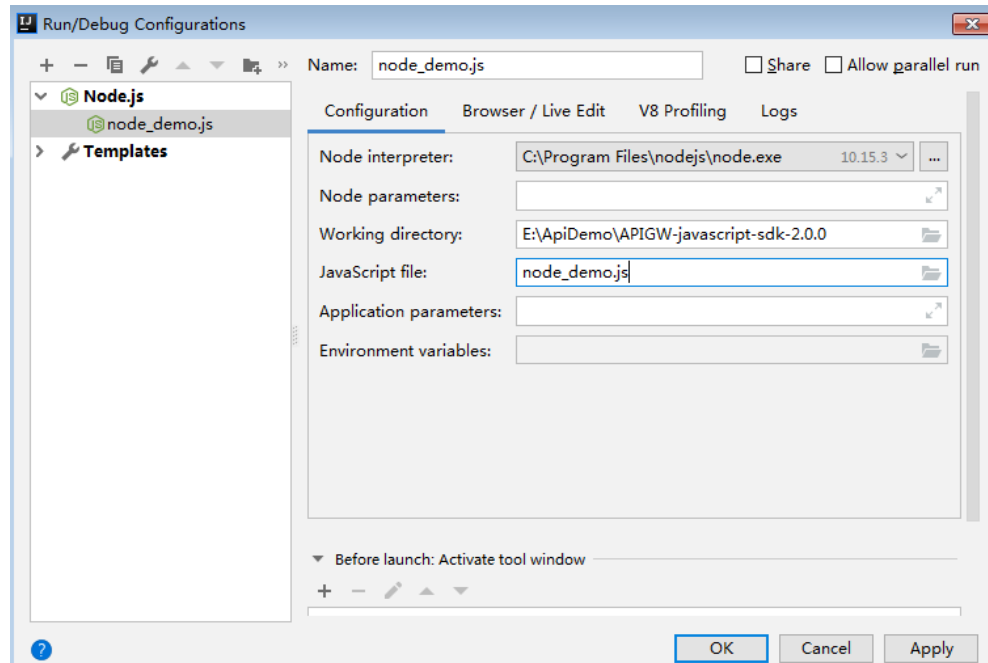 Run/Debug Configurations
Name: node_demo.js Share Allow parallel run
Node.js
node_demo.js
Templates
Configuration Browser / Live Edit V8 Profiling Logs
Node interpreter: C:\Program Files\nodejs\node.exe 10.15.3 ...
Node parameters:
Working directory: E:\ApiDemo\APIGW-javascript-sdk-2.0.0
JavaScript file: node_demo.js
Application parameters:
Environment variables:
Before launch: Activate tool window
OK Cancel Apply